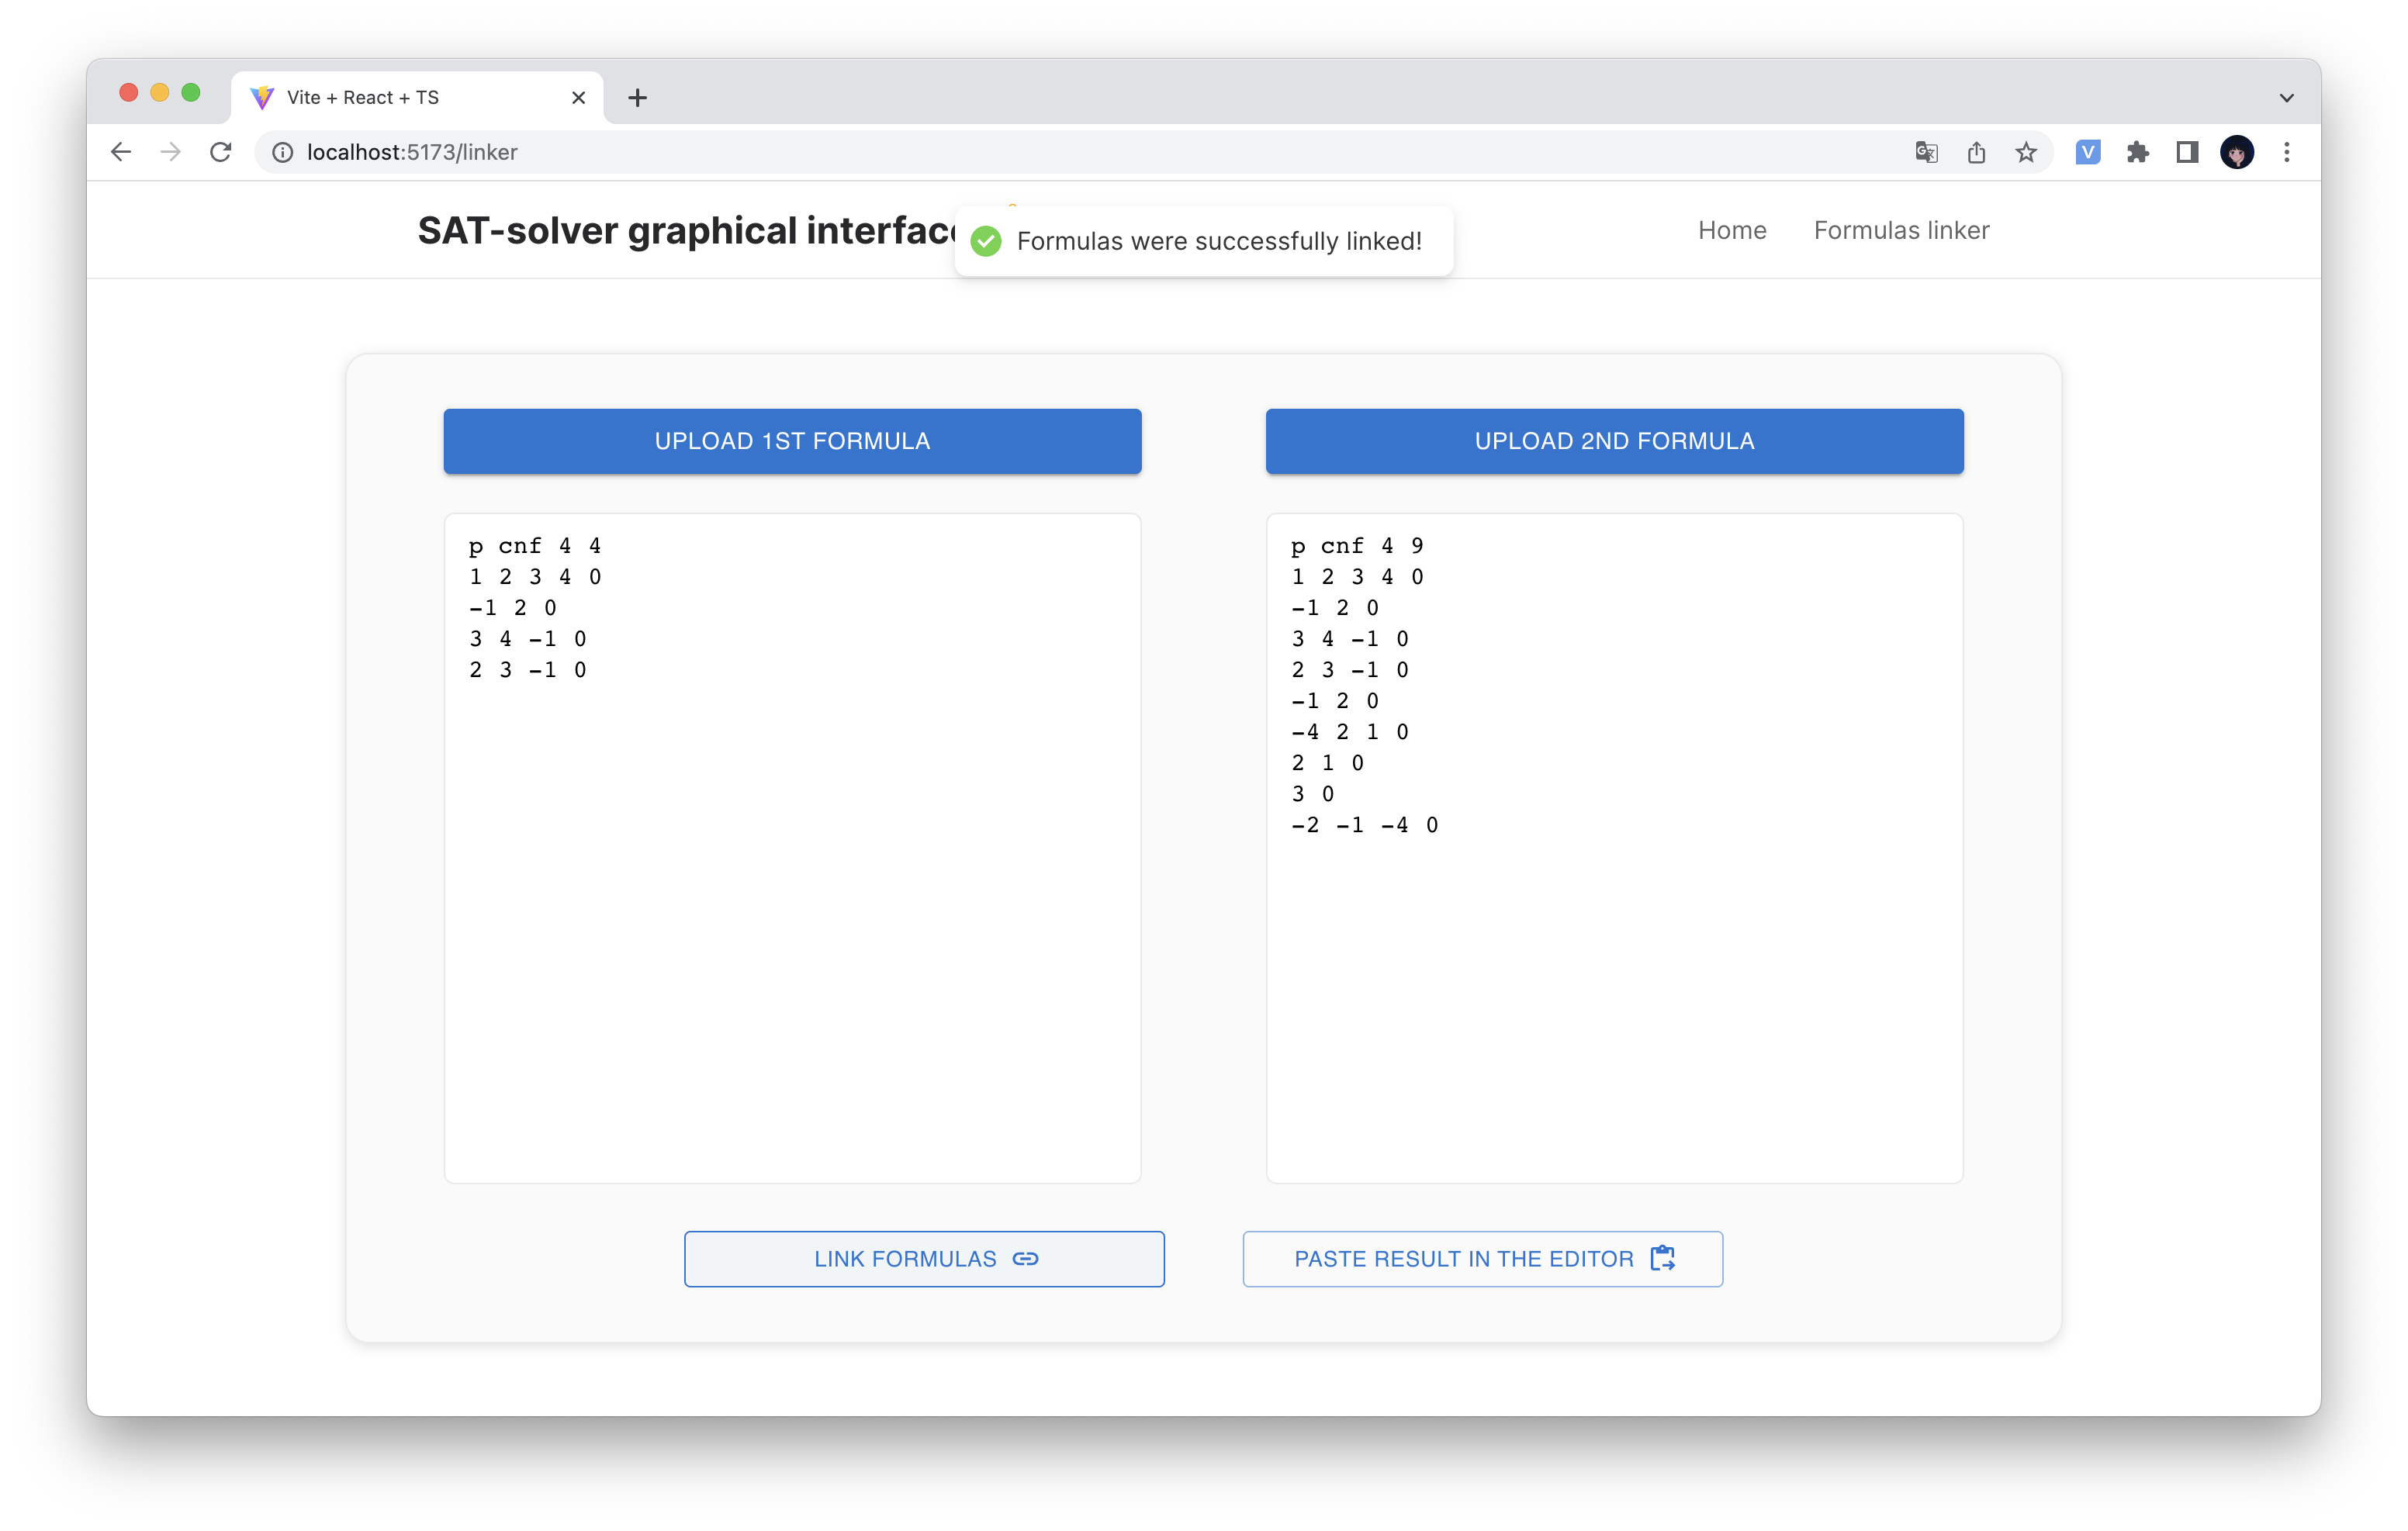 Vite + React + TS
localhost:5173/linker
SAT-solver graphical interface
Formulas were successfully linked!
Home
Formulas linker
UPLOAD 1ST FORMULA
UPLOAD 2ND FORMULA
p cnf 4 4
1 2 3 4 0
-1 2 0
3 4 -1 0
2 3 -1 0
p cnf 4 9
1 2 3 4 0
-1 2 0
3 4 -1 0
2 3 -1 0
-1 2 0
-4 2 1 0
2 1 0
3 0
-2 -1 -4 0
LINK FORMULAS
PASTE RESULT IN THE EDITOR